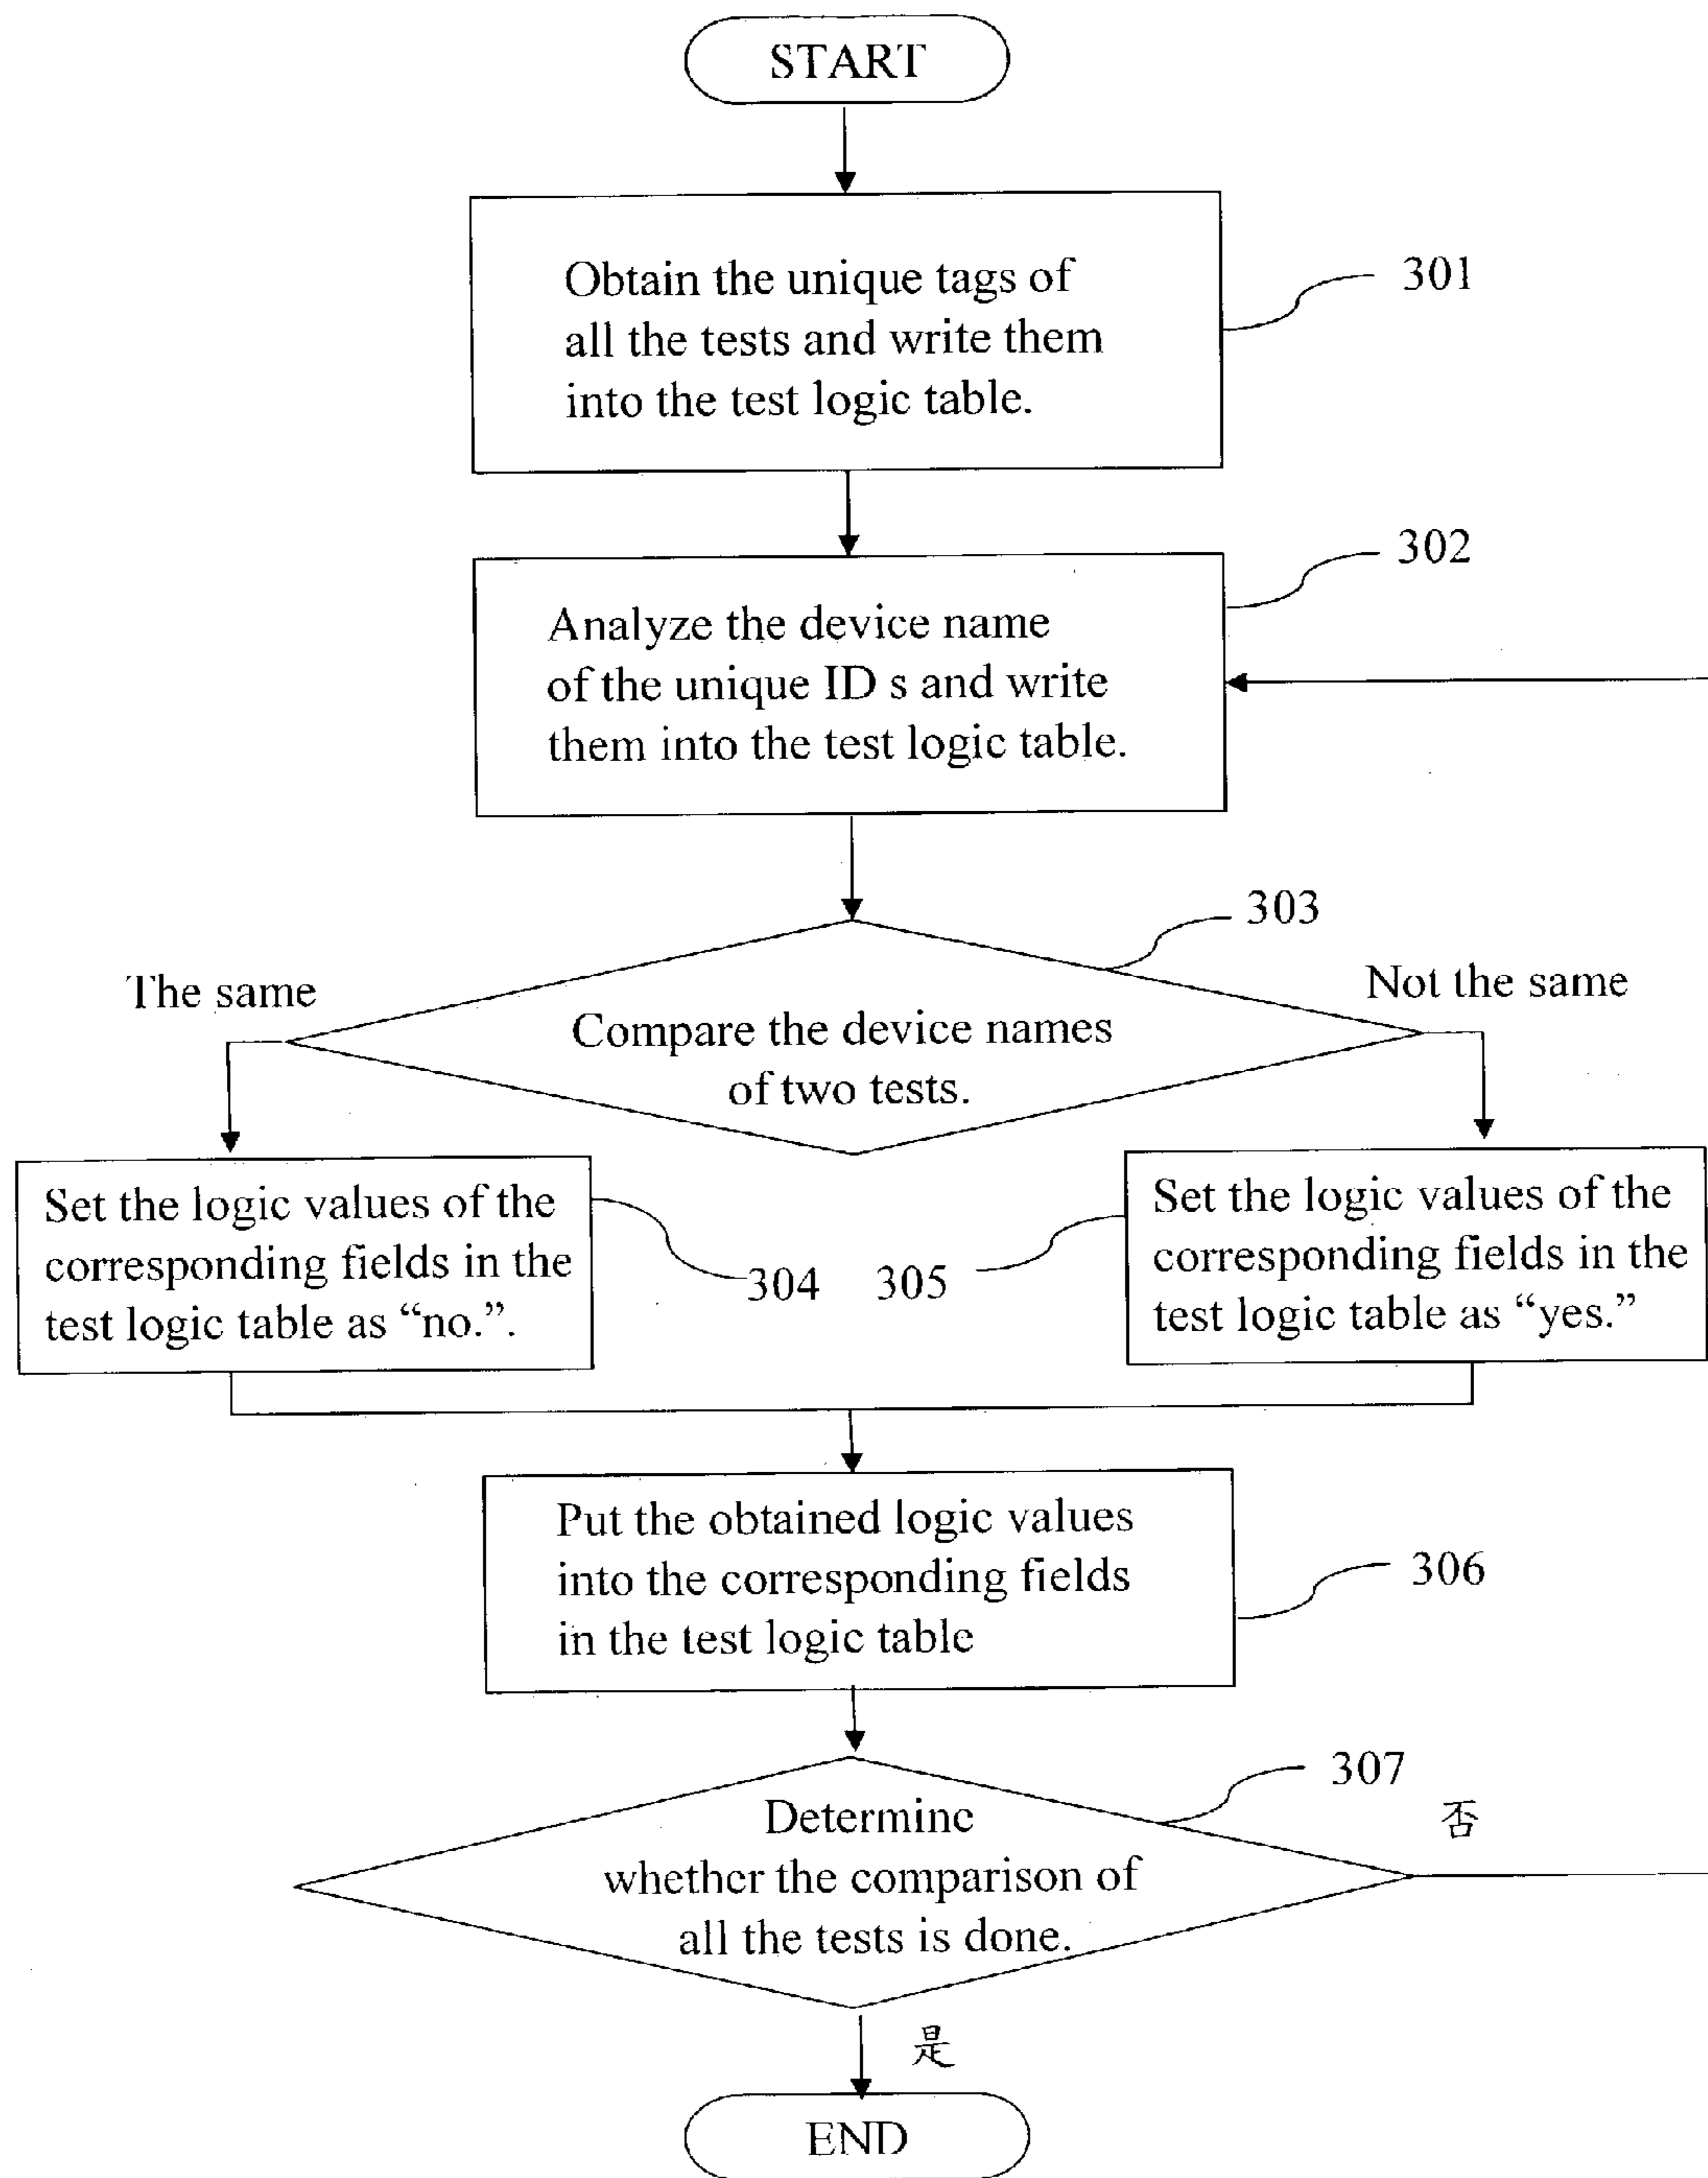 START
Obtain the unique tags of
all the tests and write them
into the test logic table.
301
302
Analyze the device name
of the unique ID s and write
them into the test logic table.
303
The same
Not the same
Compare the device names
of two tests.
Set the logic values of the
corresponding fields in the
test logic table as “no.”.
304
305
Set the logic values of the
corresponding fields in the
test logic table as “yes.”
Put the obtained logic values
into the corresponding fields
in the test logic table
306
307
否
Determine
whether the comparison of
all the tests is done.
是
END